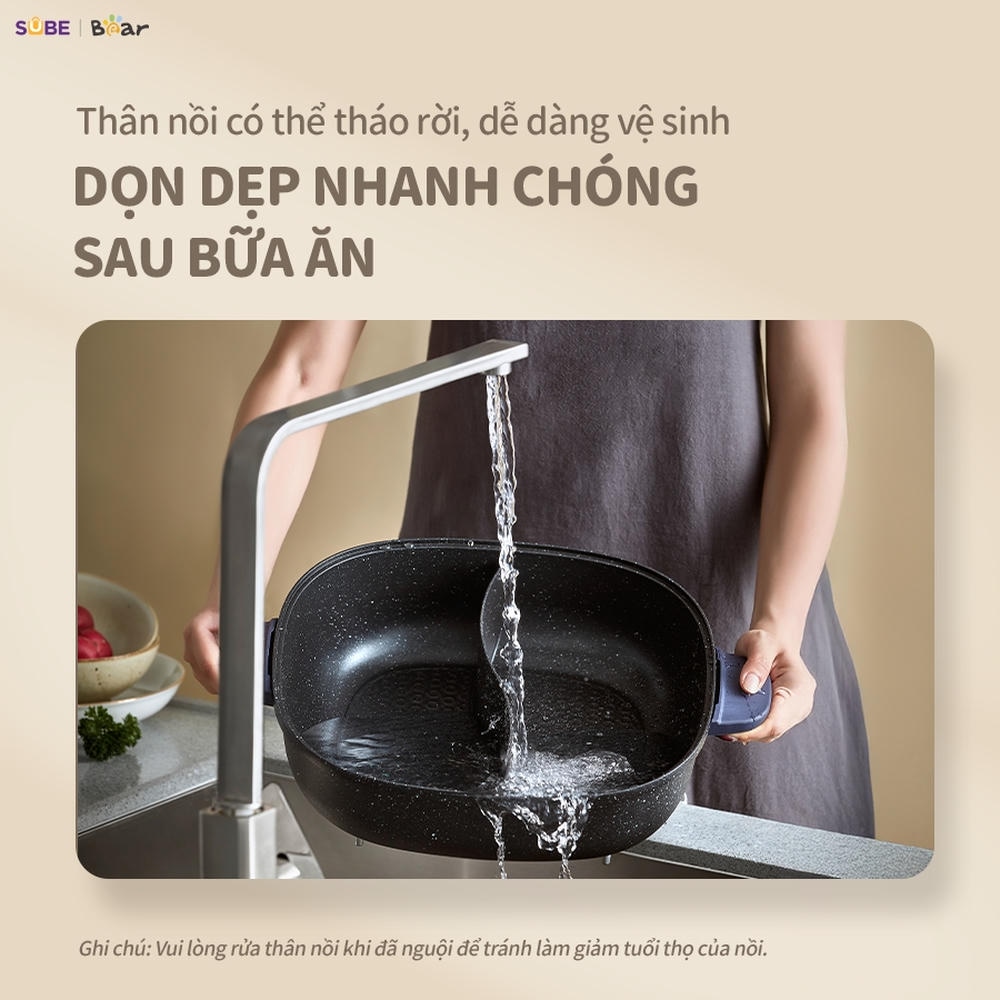 SUBE | Bear
Thân nồi có thể tháo rời, dễ dàng vệ sinh
DỌN DẸP NHANH CHÓNG
SAU BỮA ĂN
Ghi chú: Vui lòng rửa thân nồi khi đã nguội để tránh làm giảm tuổi thọ của nồi.